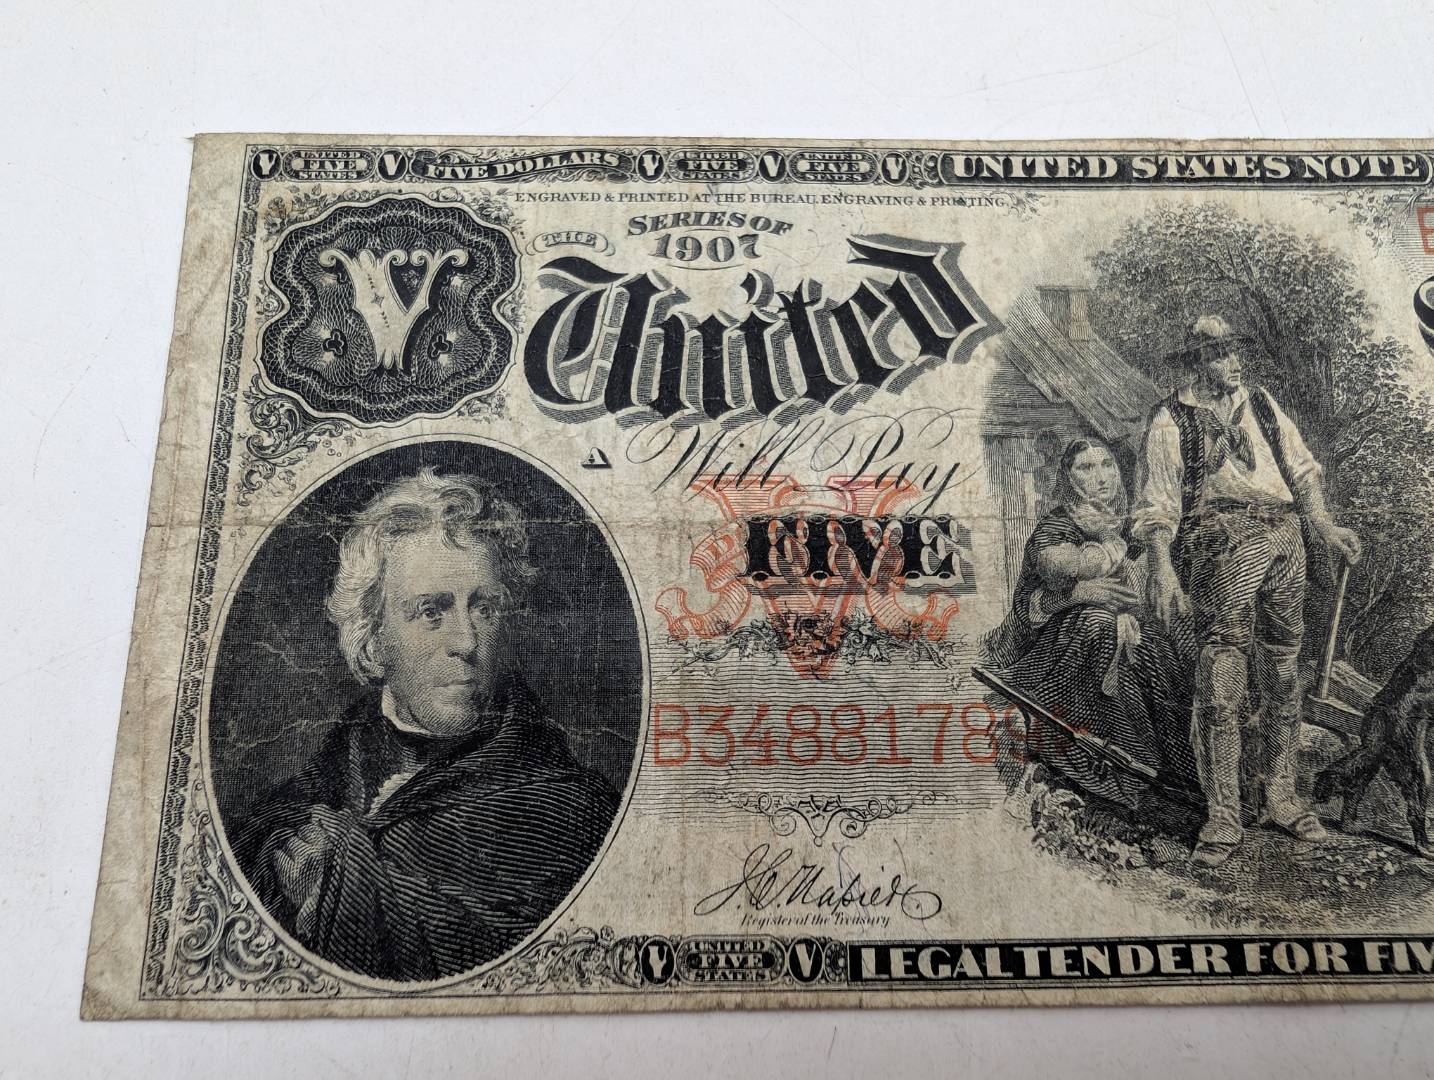 V UNITED FIVE STATES V FIVE DOLLARS V UNITED FIVE STATES V UNITED FIVE STATES V UNITED STATES NOTE
ENGRAVED & PRINTED AT THE BUREAU, ENGRAVING & PRINTING.
SERIES OF
1907
THE
V
United
A
Will Pay
V
FIVE
B34881789
J.C. Napier
Register of the Treasury
V UNITED FIVE STATES V LEGAL TENDER FOR FIV